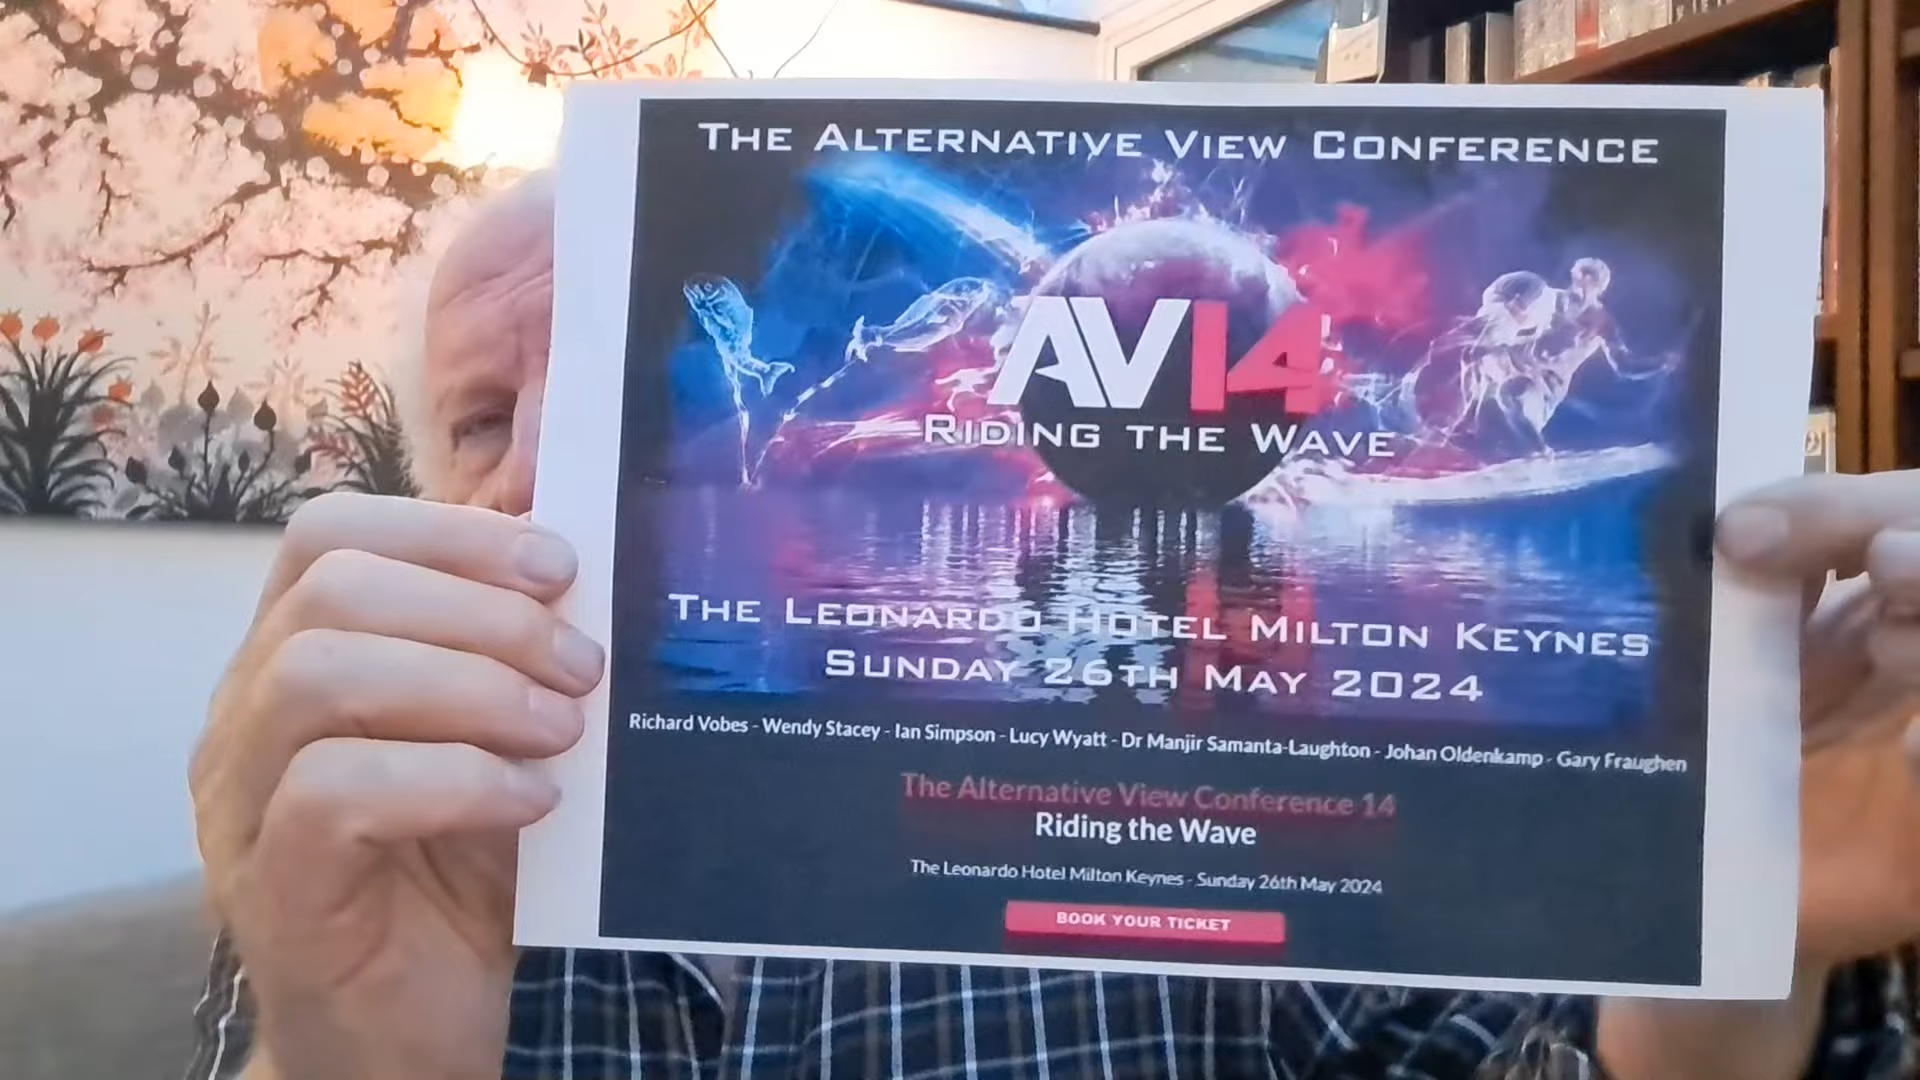 The Alternative View Conference
AV14
Riding the Wave
The Leonardo Hotel Milton Keynes
Sunday 26th May 2024
Richard Vobes - Wendy Stacey - Ian Simpson - Lucy Wyatt - Dr Manjir Samanta-Laughton - Johan Oldenkamp - Gary Fraughen
The Alternative View Conference 14
Riding the Wave
The Leonardo Hotel Milton Keynes - Sunday 26th May 2024
BOOK YOUR TICKET